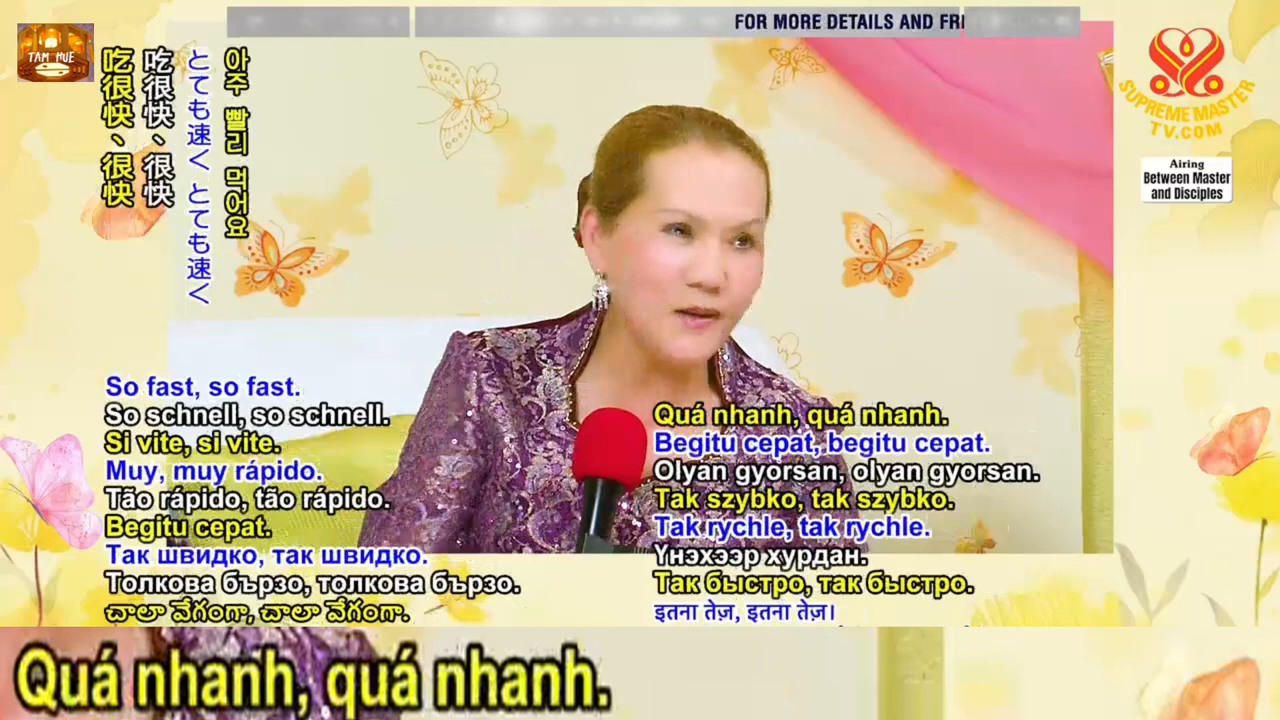 FOR MORE DETAILS AND FR
TAM HUE
SUPREME MASTER
TV.COM
Airing
Between Master
and Disciples
아주 빨리 먹어요
とても速く とても速く
吃很快、很快
吃很快、很快
So fast, so fast.
So schnell, so schnell.
Si vite, si vite.
Muy, muy rápido.
Tão rápido, tão rápido.
Begitu cepat.
Так швидко, так швидко.
Толкова бързо, толкова бързо.
చాలా వేగంగా, చాలా వేగంగా.
Quá nhanh, quá nhanh.
Begitu cepat, begitu cepat.
Olyan gyorsan, olyan gyorsan.
Tak szybko, tak szybko.
Tak rychle, tak rychle.
Үнэхээр хурдан.
Так быстро, так быстро.
इतना तेज़, इतना तेज़।
Quá nhanh, quá nhanh.